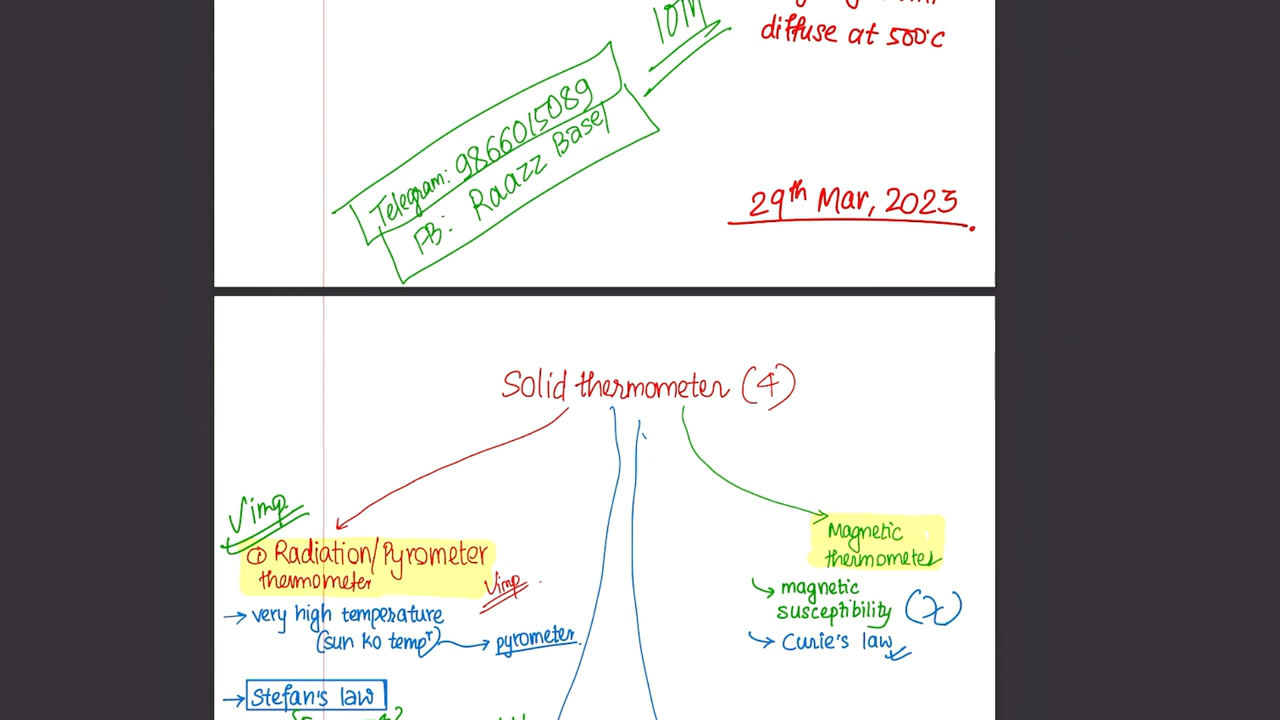 diffuse at 500°C
10M
Telegram: 9866015089
FB: Raazz Basel
29th Mar, 2023
Solid thermometer (4)
Vimp.
① Radiation/Pyrometer
thermometer
Vimp.
→ very high temperature
(sun ko tempr) → pyrometer.
→ Stefan's law
Magnetic
thermometer
↳ magnetic
susceptibility (χ)
↳ Curie's law